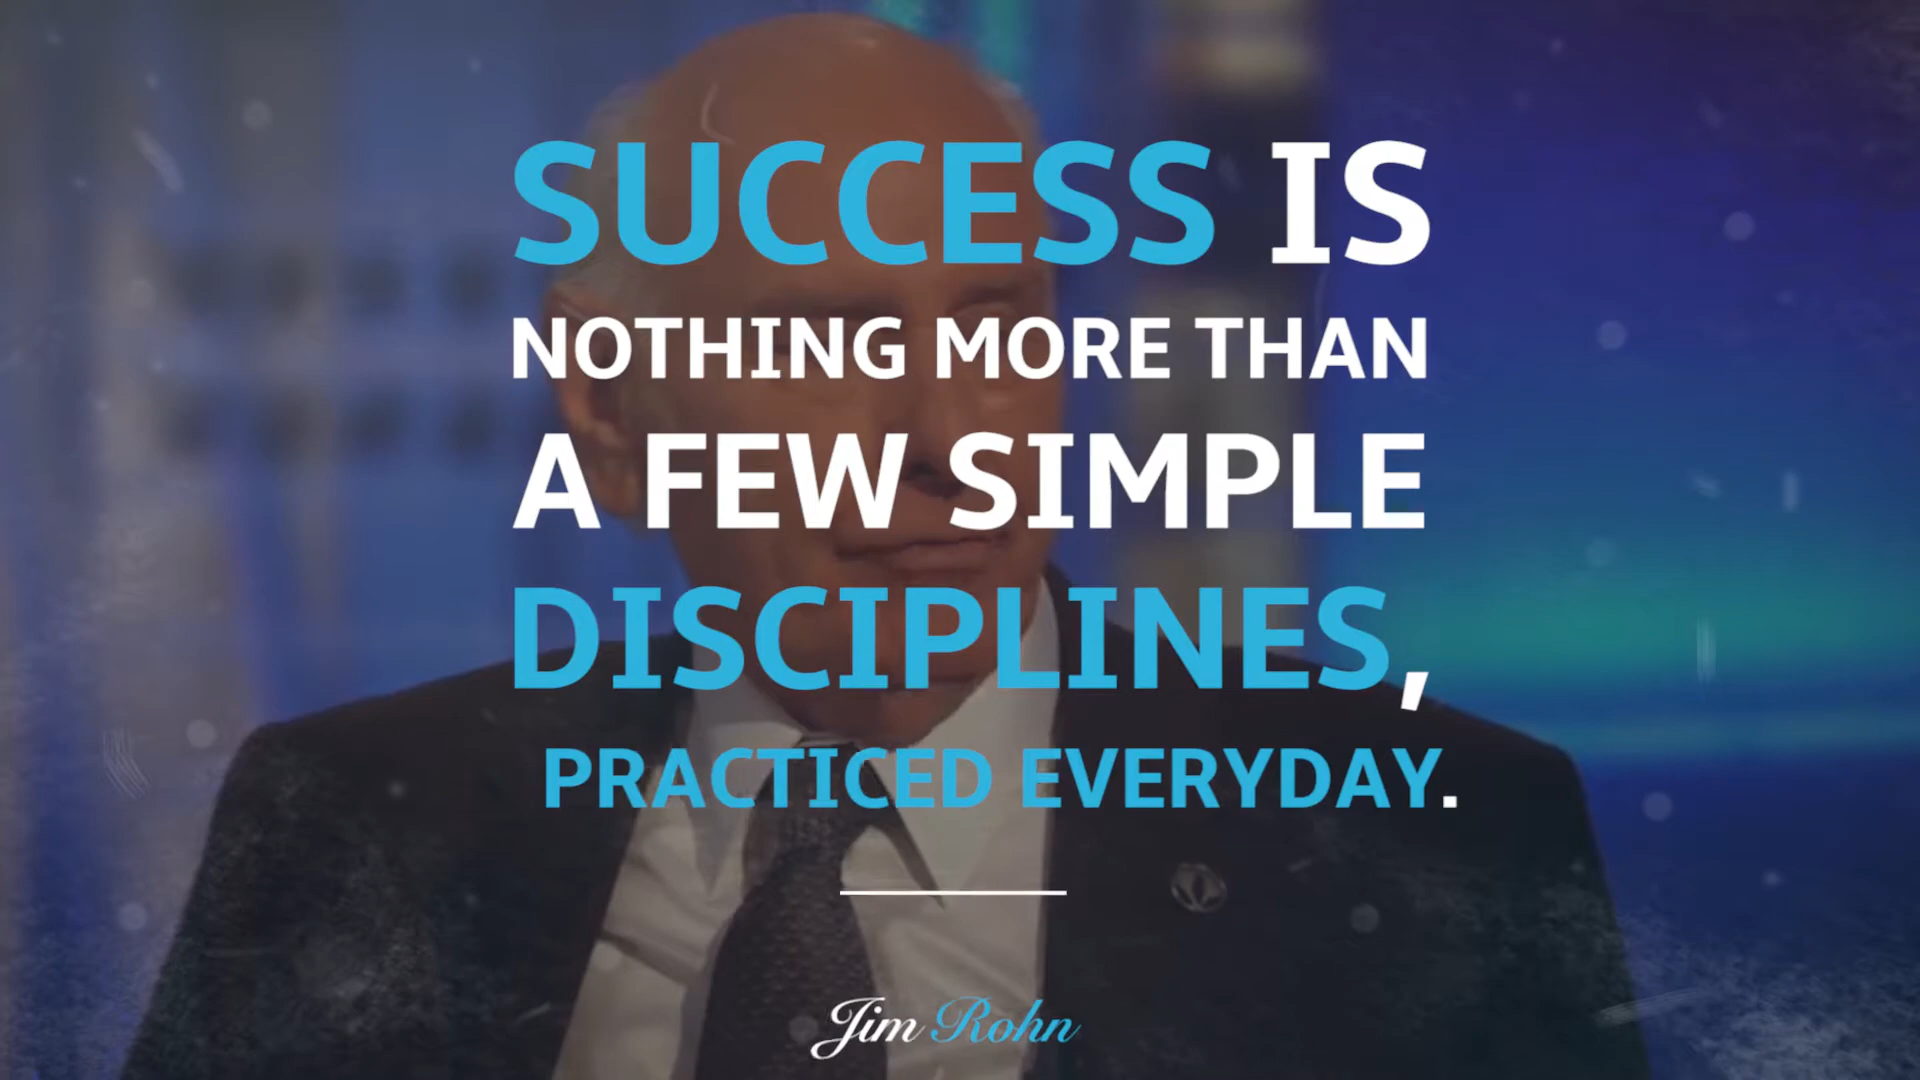 SUCCESS IS
NOTHING MORE THAN
A FEW SIMPLE
DISCIPLINES,
PRACTICED EVERYDAY.
Jim Rohn